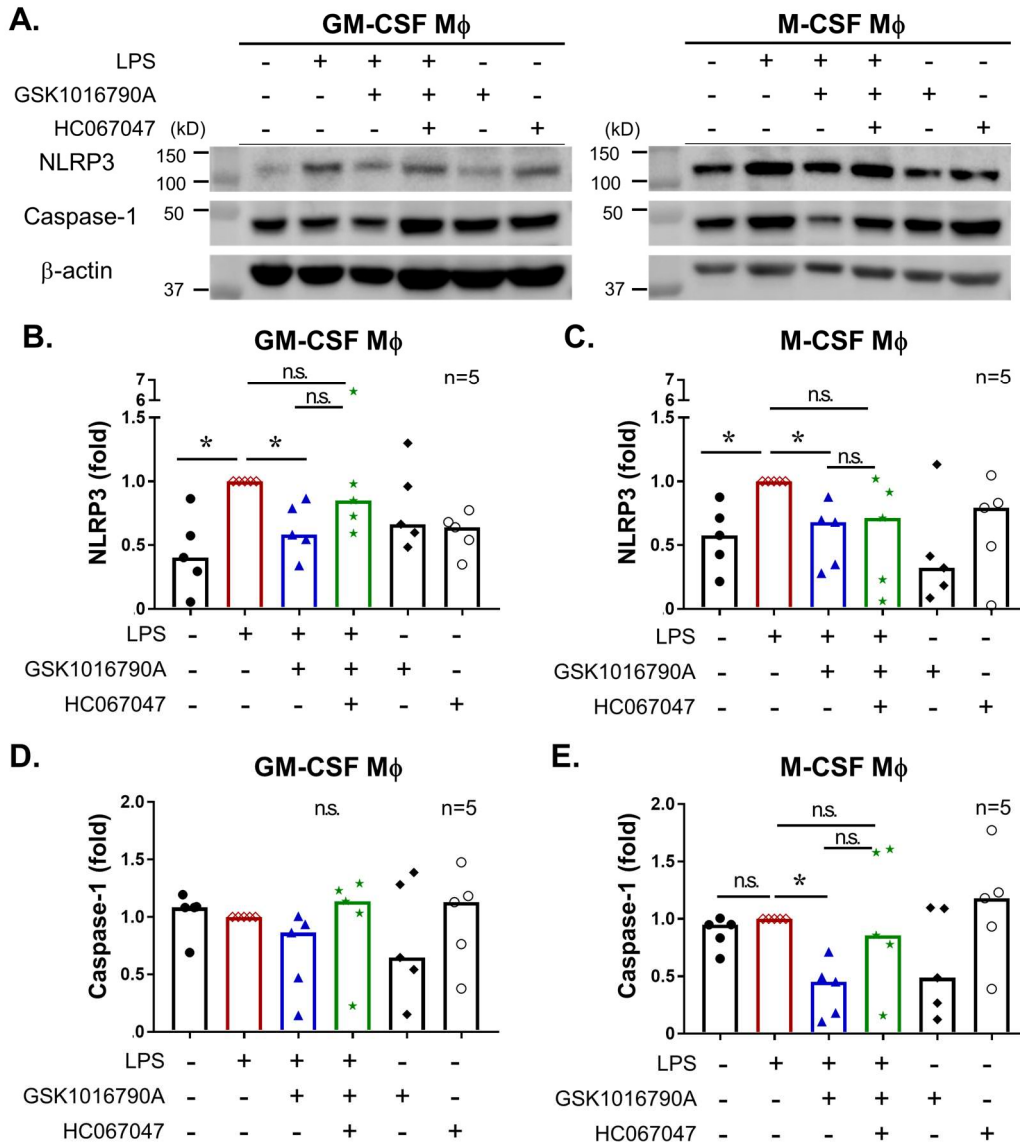 A.
GM-CSF Mϕ
M-CSF Mϕ
LPS - + + + - - - + + + - -
GSK1016790A - - + + + - - - + + + -
HC067047 (kD) - - - + - + (kD) - - - + - +
NLRP3 150 150
100 100
Caspase-1 50 50
β-actin
37 37
B.
GM-CSF Mϕ
n=5
NLRP3 (fold)
7
6
1.5
1.0
0.5
.0
n.s.
n.s.
* *
LPS - + + + - -
GSK1016790A - - + + + -
HC067047 - - - + - +
C.
M-CSF Mϕ
n=5
NLRP3 (fold)
7
6
1.5
1.0
0.5
.0
n.s.
* * n.s.
LPS - + + + - -
GSK1016790A - - + + + -
HC067047 - - - + - +
D.
GM-CSF Mϕ
n.s. n=5
Caspase-1 (fold)
2.0
1.5
1.0
0.5
0
LPS - + + + - -
GSK1016790A - - + + + -
HC067047 - - - + - +
E.
M-CSF Mϕ
n=5
Caspase-1 (fold)
2.0
1.5
1.0
0.5
0
n.s.
n.s.
n.s. *
LPS - + + + - -
GSK1016790A - - + + + -
HC067047 - - - + - +